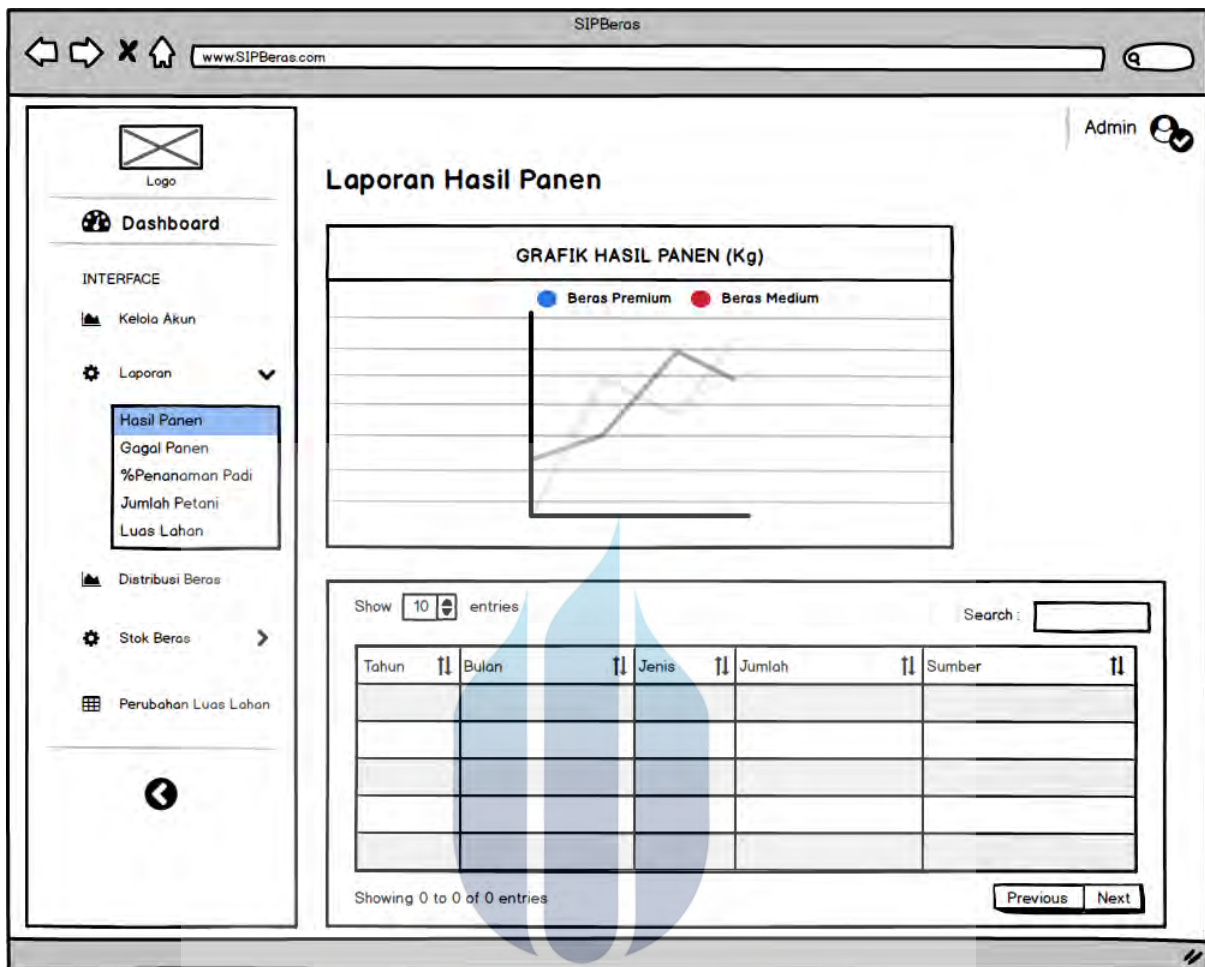 SIPBeras
www.SIPBeras.com
Admin
Logo
Dashboard
INTERFACE
Kelola Akun
Laporan
Hasil Panen
Gagal Panen
%Penanaman Padi
Jumlah Petani
Luas Lahan
Distribusi Beras
Stok Beras
Perubahan Luas Lahan
Laporan Hasil Panen
GRAFIK HASIL PANEN (Kg)
Beras Premium Beras Medium
Show 10 entries Search :
Tahun Bulan Jenis Jumlah Sumber
Showing 0 to 0 of 0 entries Previous Next